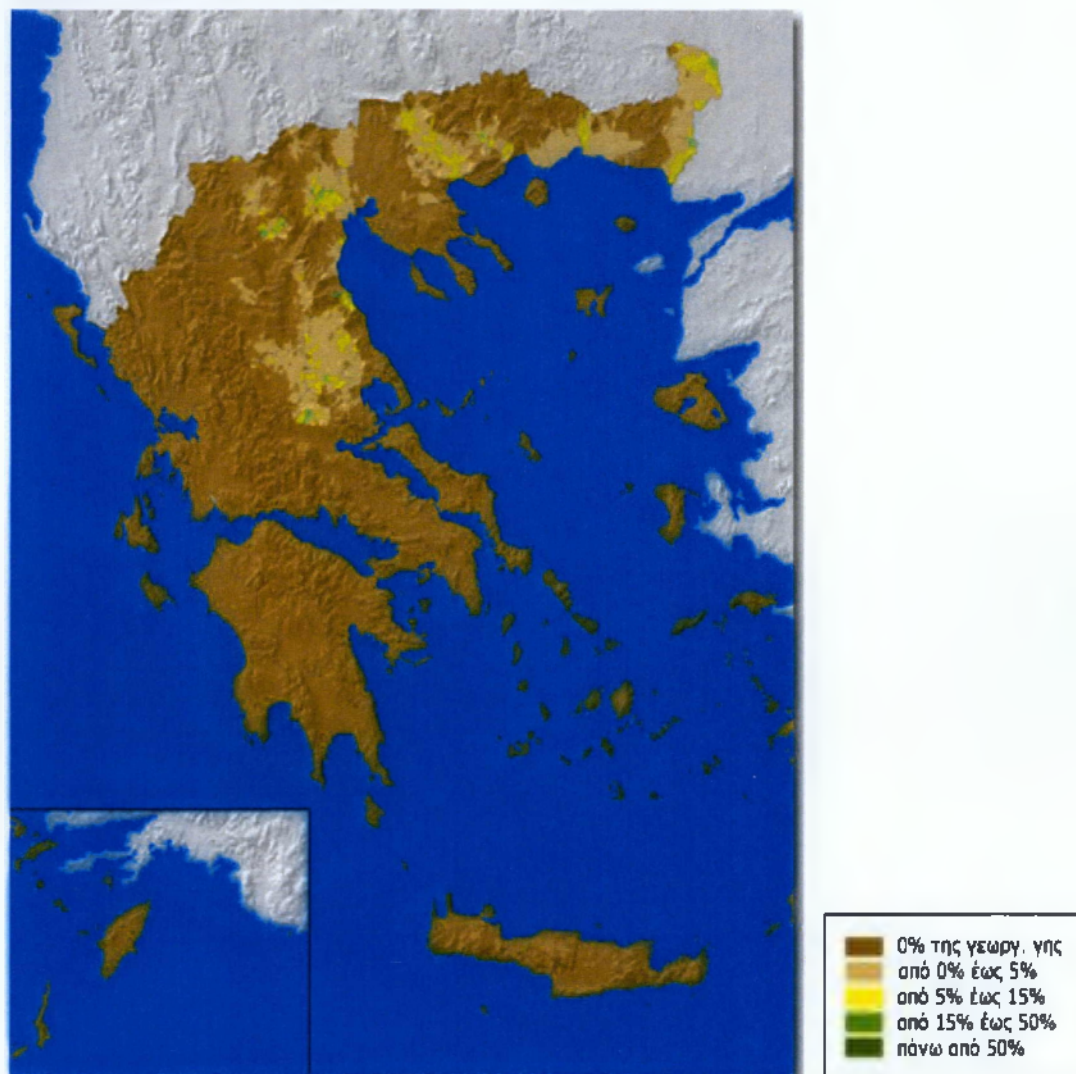 0% της γεωργ. γης
από 0% έως 5%
από 5% έως 15%
από 15% έως 50%
πάνω από 50%